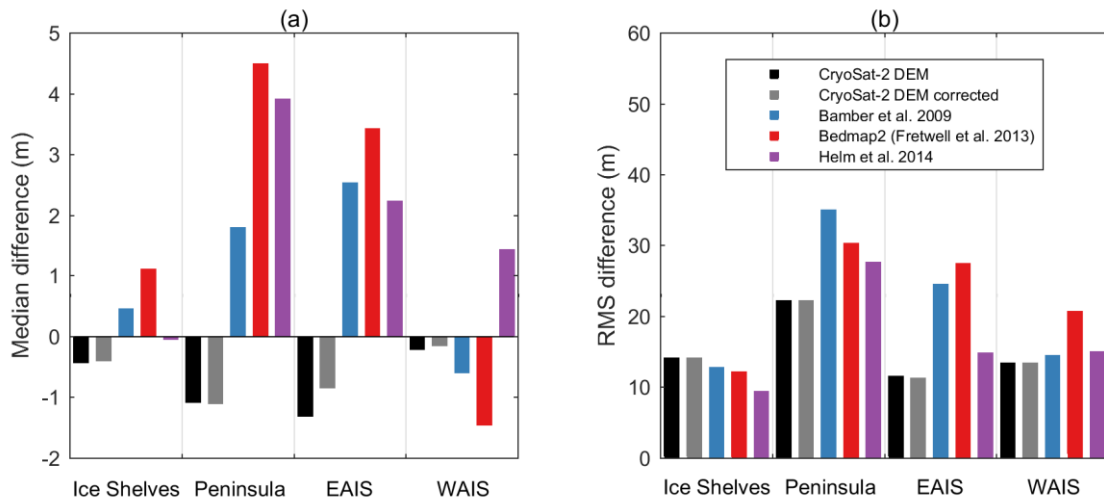 (a)
Median difference (m)
5
4
3
2
1
0
-1
-2
Ice Shelves
Peninsula
EAIS
WAIS
(b)
RMS difference (m)
60
50
40
30
20
10
0
CryoSat-2 DEM
CryoSat-2 DEM corrected
Bamber et al. 2009
Bedmap2 (Fretwell et al. 2013)
Helm et al. 2014
Ice Shelves
Peninsula
EAIS
WAIS